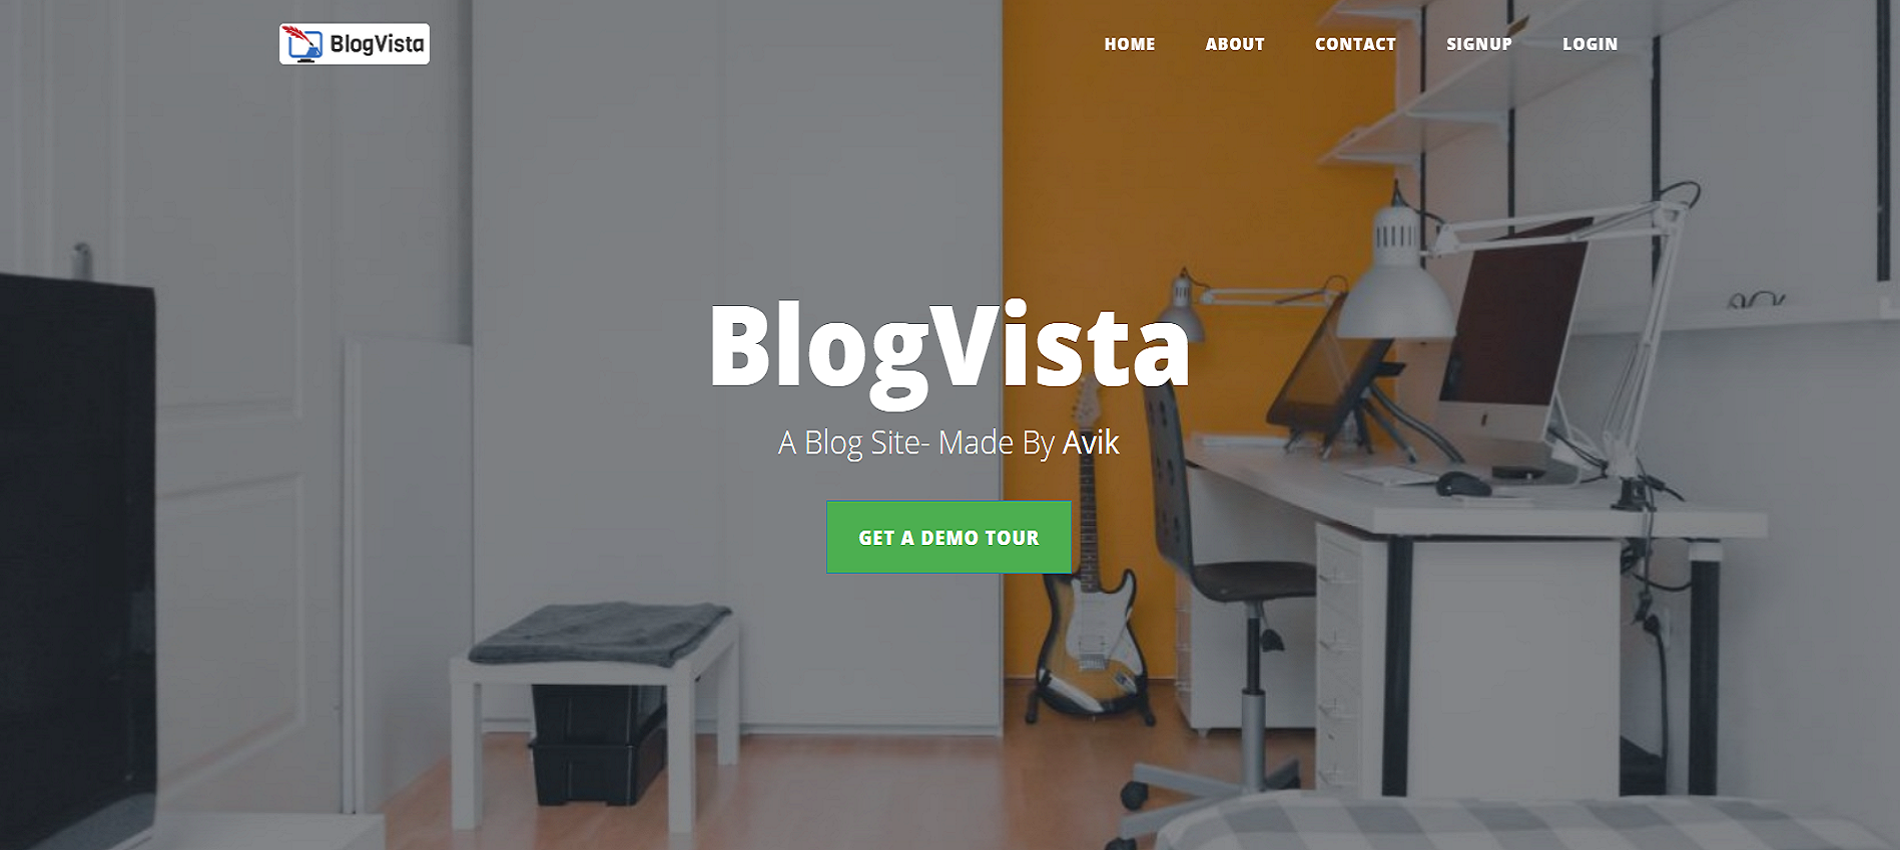 BlogVista
HOME ABOUT CONTACT SIGNUP LOGIN
BlogVista
A Blog Site- Made By Avik
GET A DEMO TOUR